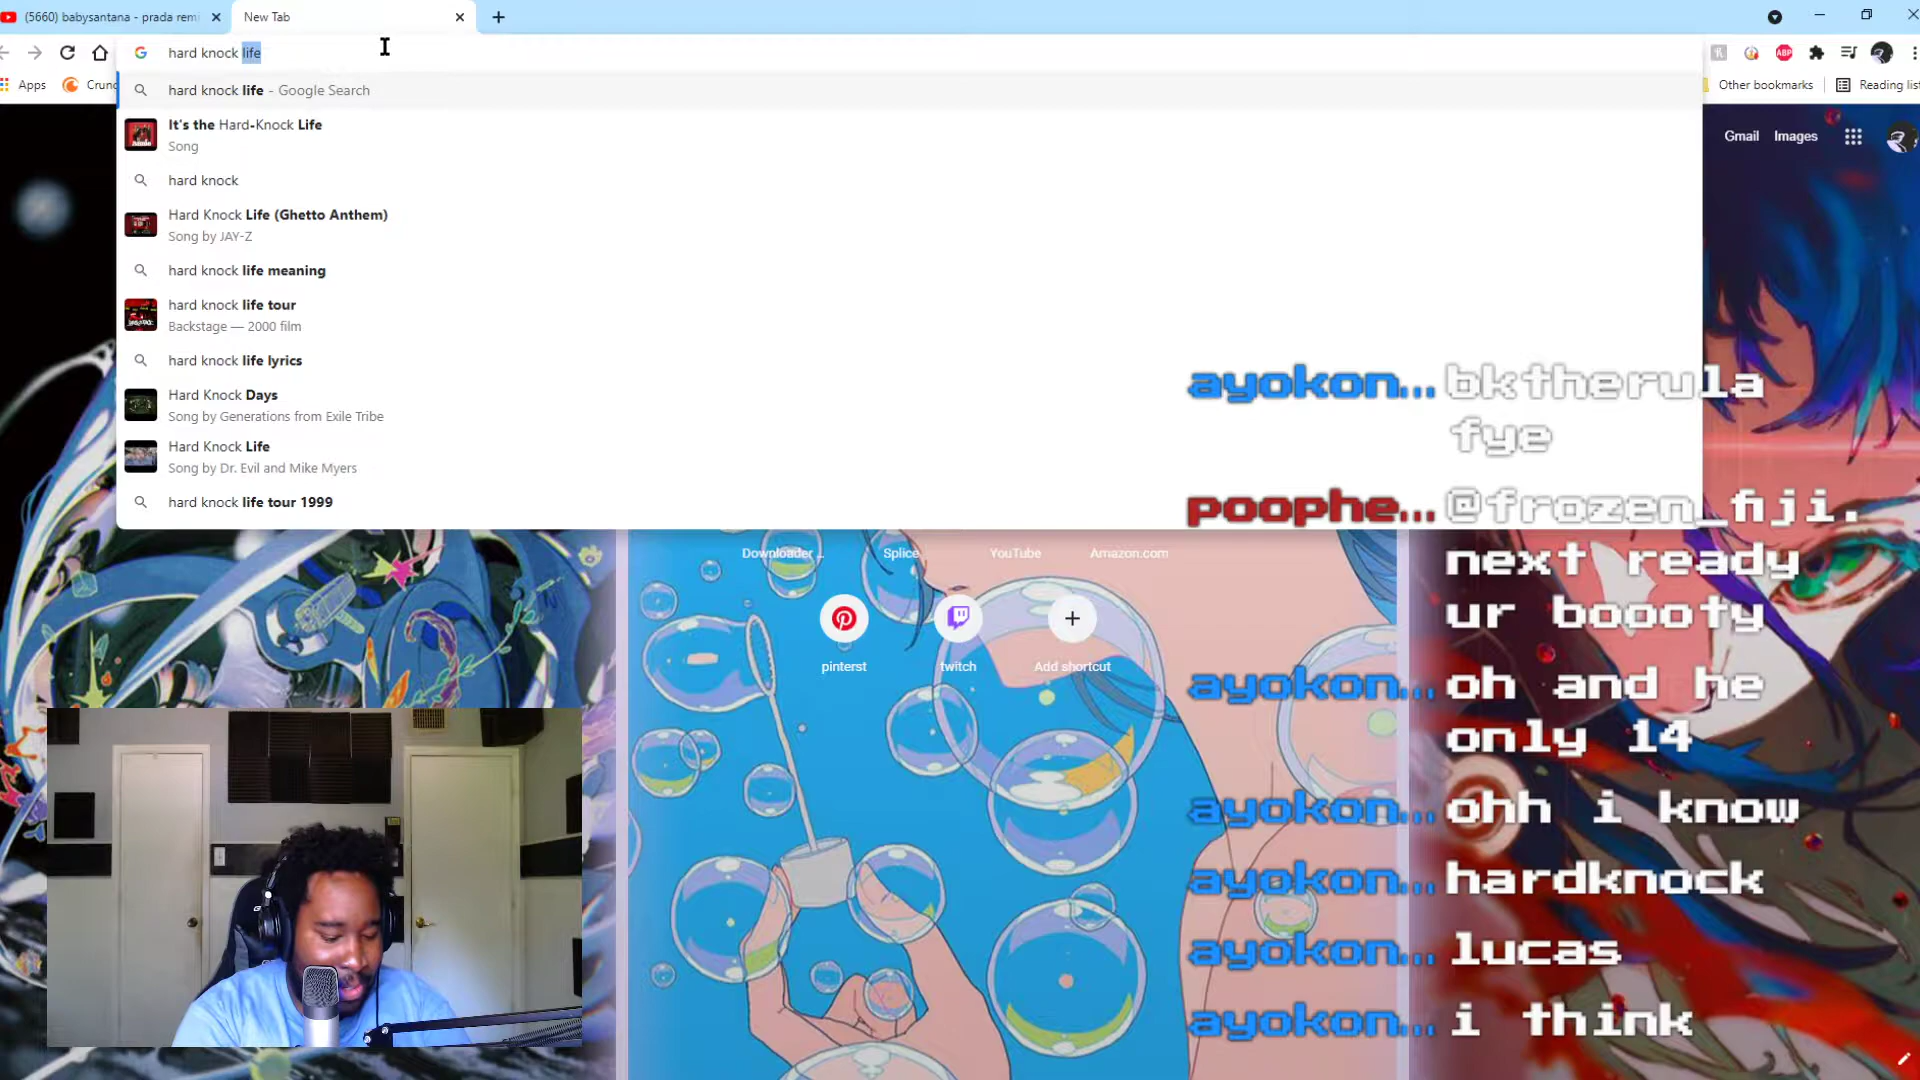 (5660) babysantana - prada remi
New Tab
hard knock life
Apps
Crunc
Other bookmarks
Reading list
ABP
hard knock life - Google Search
It's the Hard-Knock Life
Song
hard knock
Hard Knock Life (Ghetto Anthem)
Song by JAY-Z
hard knock life meaning
hard knock life tour
Backstage — 2000 film
hard knock life lyrics
Hard Knock Days
Song by Generations from Exile Tribe
Hard Knock Life
Song by Dr. Evil and Mike Myers
hard knock life tour 1999
Gmail
Images
Downloader ...
Splice
YouTube
Amazon.com
pinterst
twitch
Add shortcut
ayokon... bktherula
fye
poophe... @frozen_fiji.
next ready
ur boooty
ayokon... oh and he
only 14
ayokon... ohh i know
ayokon... hardknock
ayokon... lucas
ayokon... i think